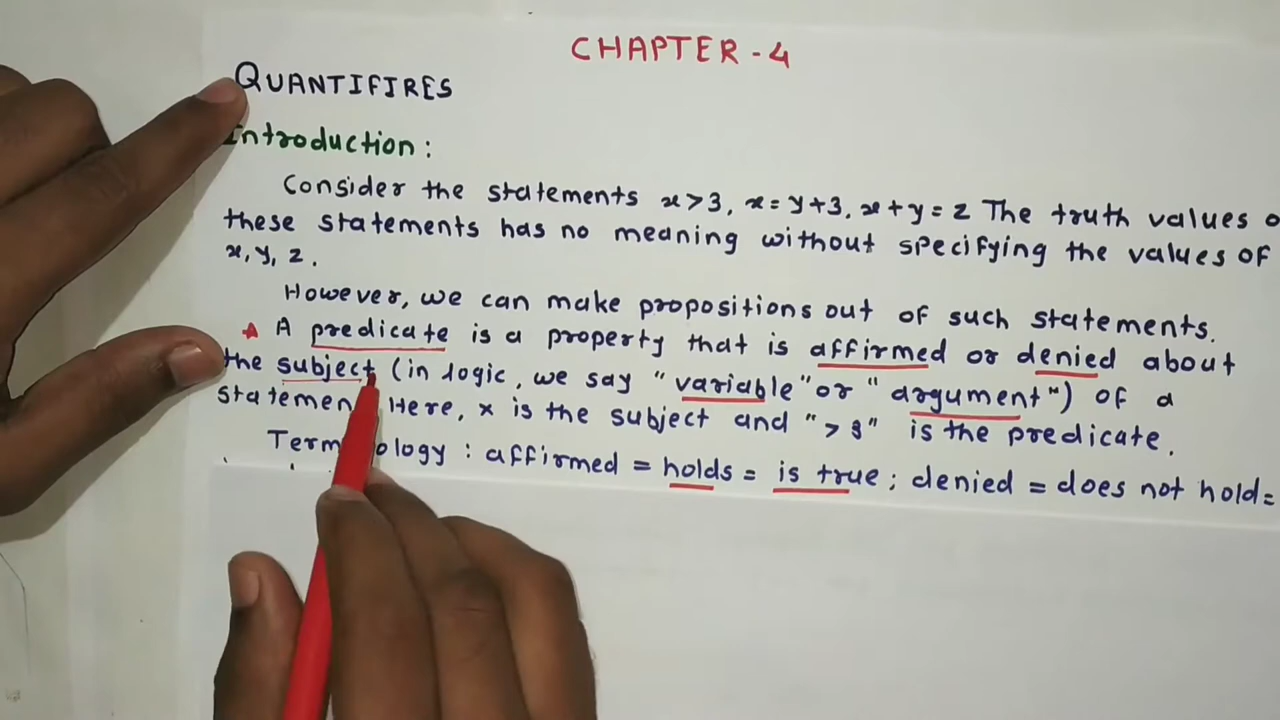 CHAPTER - 4
QUANTIFIRES
Introduction :
Consider the statements x > 3, x = y + 3, x + y = z The truth values
these statements has no meaning without specifying the values of
x, y, z .
However, we can make propositions out of such statements.
A predicate is a property that is affirmed or denied about
the subject (in logic, we say "variable" or "argument") of a
Here, x is the subject and "> 3" is the predicate.
: affirmed = holds = is true ; denied = does not hold =